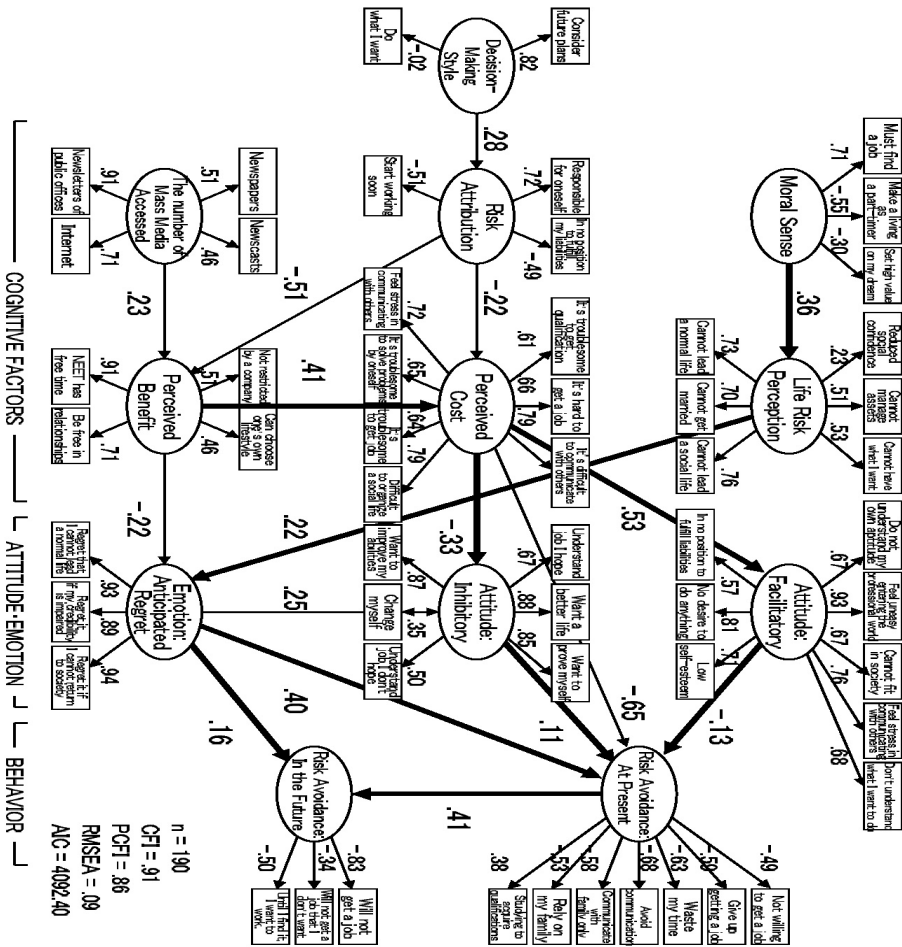 Consider
future plans
.82
Decision-
Making
Style
-.02
Do
what I want
.28
Must find
a job
.71
Make a living
as
a part-timer
-.55
Set high value
on my dream
-.30
Moral Sense
.36
Responsible
for oneself
.72
In no position
to fulfill
my liabilities
-.49
Risk
Attribution
-.51
Start working
soon
-.22
-.51
Newspapers
.51
Newscasts
.46
The number of
Mass Media
Accessed
.91
Newsletters of
public offices
.71
Internet
.23
Reduced
social
confidence
.23
Cannot
manage
assets
.51
Cannot have
what I want
.53
Life Risk
Perception
.73
Cannot lead
a normal life
.70
Cannot get
married
.76
Cannot lead
a social life
.22
It's troublesome
to get
qualification
.61
It's hard to
get a job
.66
It's difficult
to communicate
with others
.79
Perceived
Cost
.72
Feel stress in
communicating
with others
.65
It's troublesome
to solve problems
by oneself
.64
It's
troublesome
to get job
.79
Difficult
to organize
a social life
.41
-.33
.53
-.65
Not restricted
by a company
.51
Can choose
one's own
lifestyle
.46
Perceived
Benefit
.91
NEET has
free time
.71
Be free in
relationships
-.22
Do not
understand my
own aptitude
.67
Feel uneasy
entering the
professional world
.93
Cannot fit
in society
.67
Feel stress in
communicating
with others
.76
Don't understand
what I want to do
.68
Attitude:
Facilitatory
.57
In no position to
fulfill liabilities
.81
No desire to
do anything
.71
Low
self-esteem
-.13
Understand
job I hope
.67
Want a
better life
.88
Want to
prove myself
.85
Attitude:
Inhibitory
.87
Want to
improve my
abilities
.35
Change
myself
.50
Understand
job I don't
hope
.11
.25
Emotion:
Anticipated
Regret
.93
Regret that
I cannot lead
a normal life
.89
Regret it
if my credibility
is impaired
.94
Regret it if
I cannot return
to society
.40
.16
Risk Avoidance:
At Present
-.49
Not willing
to get a job
-.59
Give up
getting a job
-.63
Waste
my time
-.68
Avoid
communication
-.58
Communicate
with
family only
-.53
Rely on
my family
.38
Studying to
acquire
qualifications
.41
Risk Avoidance:
In the Future
-.83
Will not
get a job
-.34
Will not get a
job that I
don't want
-.50
Until I find it,
I want to
work.
n = 190
CFI = .91
PCFI = .86
RMSEA = .09
AIC = 4092.40
COGNITIVE FACTORS
ATTITUDE・EMOTION
BEHAVIOR